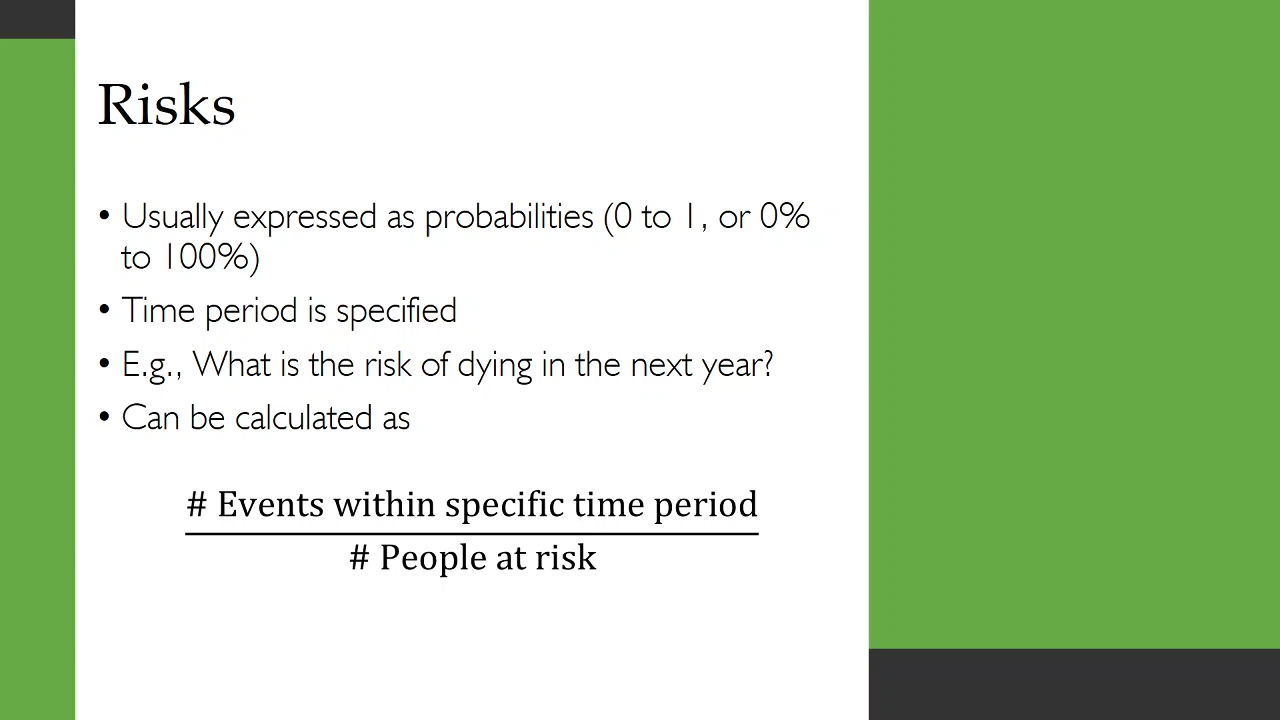 Risks
• Usually expressed as probabilities (0 to 1, or 0%
to 100%)
• Time period is specified
• E.g., What is the risk of dying in the next year?
• Can be calculated as
# Events within specific time period
# People at risk